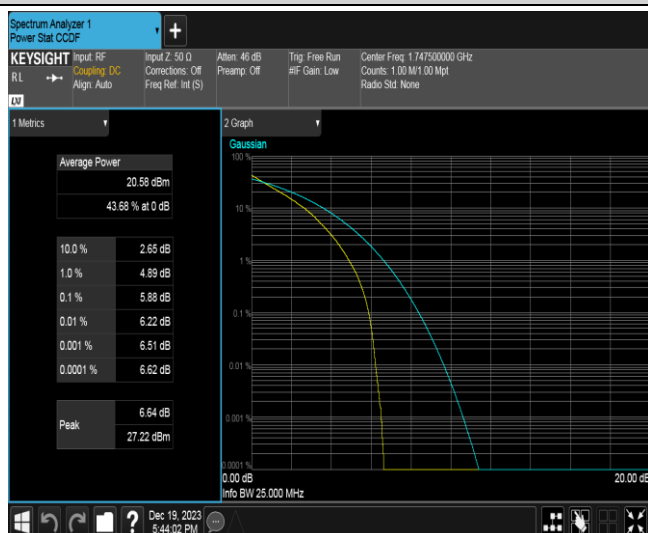 Spectrum Analyzer 1
Power Stat CCDF
+
KEYSIGHT
RL
Input: RF
Coupling: DC
Align: Auto
Input Z: 50 Ω
Corrections: Off
Freq Ref: Int (S)
Atten: 46 dB
Preamp: Off
Trig: Free Run
#IF Gain: Low
Center Freq: 1.747500000 GHz
Counts: 1.00 M/1.00 Mpt
Radio Std: None
LXI
1 Metrics
Average Power
20.58 dBm
43.68 % at 0 dB
10.0 % 2.65 dB
1.0 % 4.89 dB
0.1 % 5.88 dB
0.01 % 6.22 dB
0.001 % 6.51 dB
0.0001 % 6.62 dB
Peak
6.64 dB
27.22 dBm
2 Graph
Gaussian
100 %
10 %
1 %
0.1 %
0.01 %
0.001 %
0.0001 %
0.00 dB
20.00 dB
Info BW 25.000 MHz
?
Dec 19, 2023
5:44:02 PM